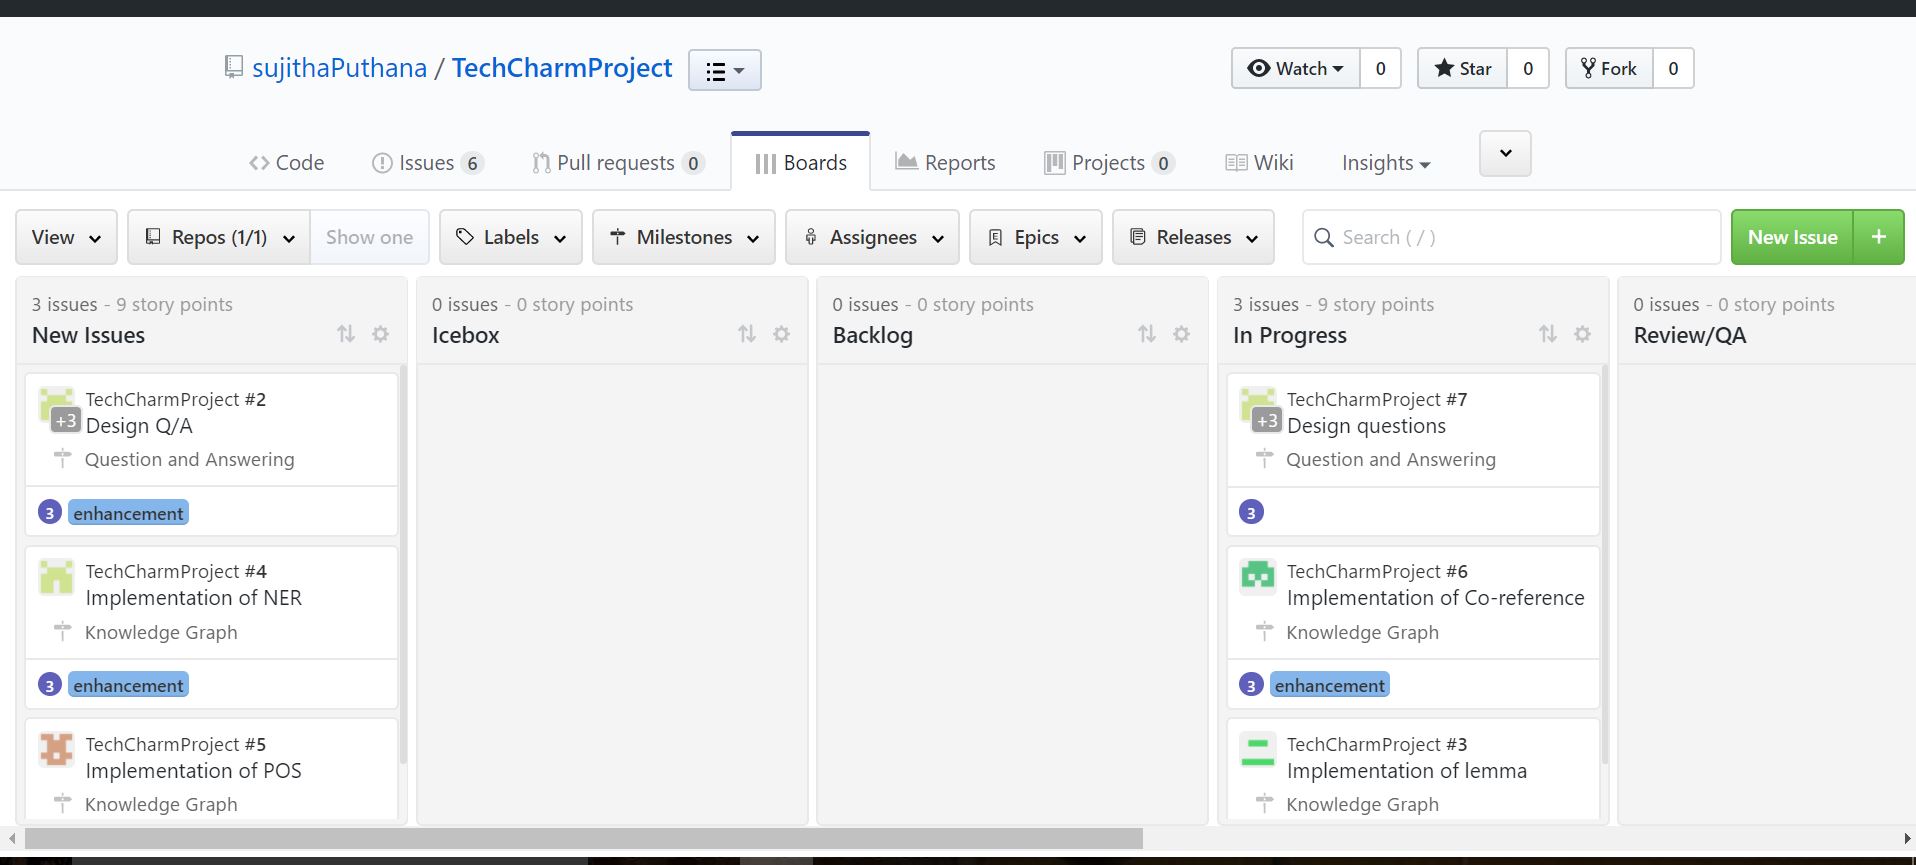 sujithaPuthana / TechCharmProject
Watch 0 Star 0 Fork 0
Code Issues 6 Pull requests 0 Boards Reports Projects 0 Wiki Insights
View Repos (1/1) Show one Labels Milestones Assignees Epics Releases Search ( / ) New Issue +
3 issues - 9 story points
New Issues
TechCharmProject #2
+3
Design Q/A
Question and Answering
3 enhancement
TechCharmProject #4
Implementation of NER
Knowledge Graph
3 enhancement
TechCharmProject #5
Implementation of POS
Knowledge Graph
0 issues - 0 story points
Icebox
0 issues - 0 story points
Backlog
3 issues - 9 story points
In Progress
TechCharmProject #7
+3
Design questions
Question and Answering
3
TechCharmProject #6
Implementation of Co-reference
Knowledge Graph
3 enhancement
TechCharmProject #3
Implementation of lemma
Knowledge Graph
0 issues - 0 story points
Review/QA